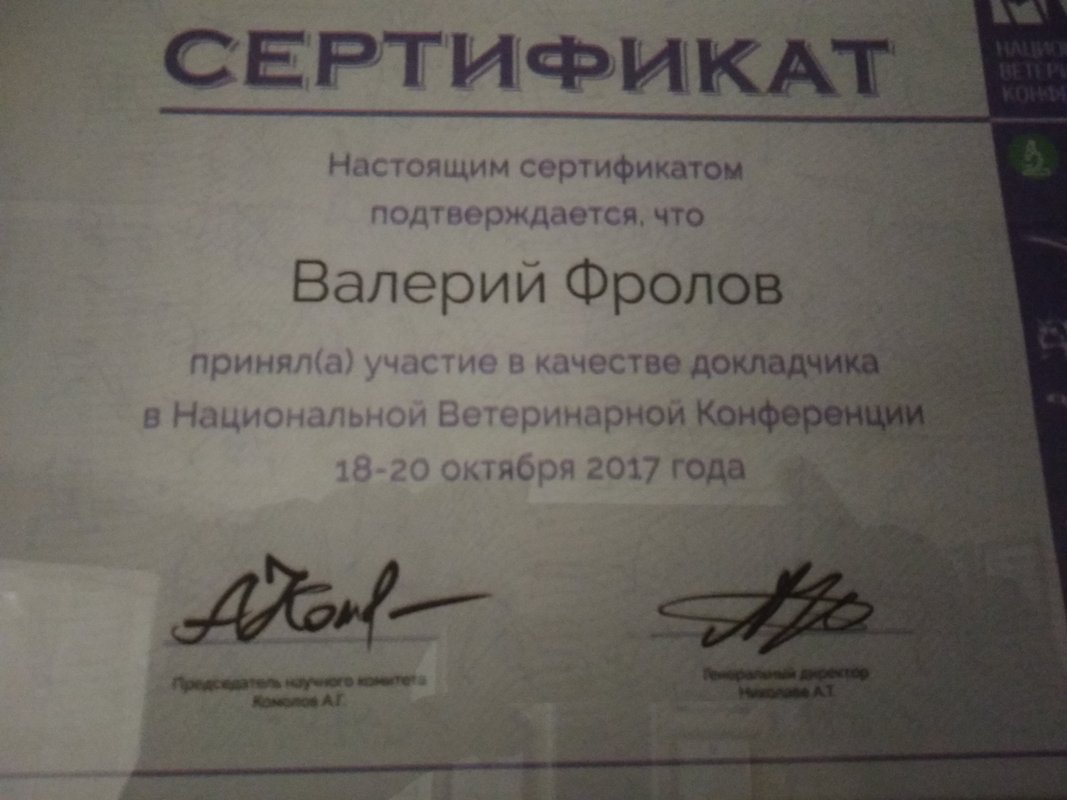 СЕРТИФИКАТ
Настоящим сертификатом
подтверждается, что
Валерий Фролов
принял(а) участие в качестве докладчика
в Национальной Ветеринарной Конференции
18-20 октября 2017 года
Председатель научного комитета
Комолов А.Г.
Генеральный директор
Николаев А.Т.